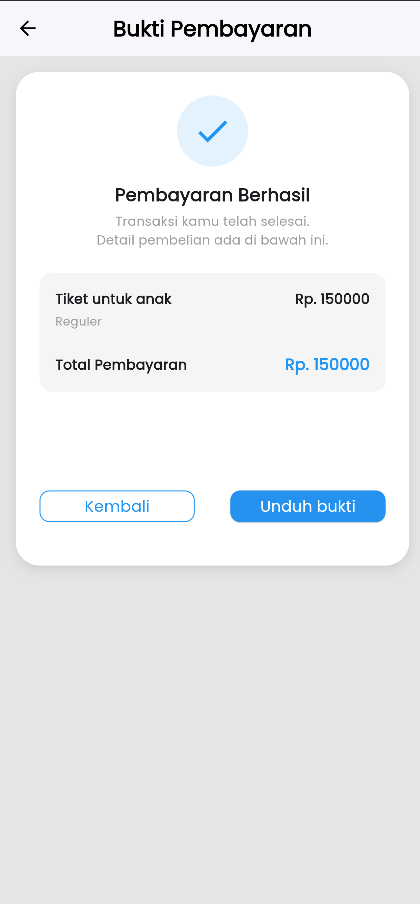 Bukti Pembayaran
Pembayaran Berhasil
Transaksi kamu telah selesai.
Detail pembelian ada di bawah ini.
Tiket untuk anak Rp. 150000
Reguler
Total Pembayaran Rp. 150000
Kembali Unduh bukti